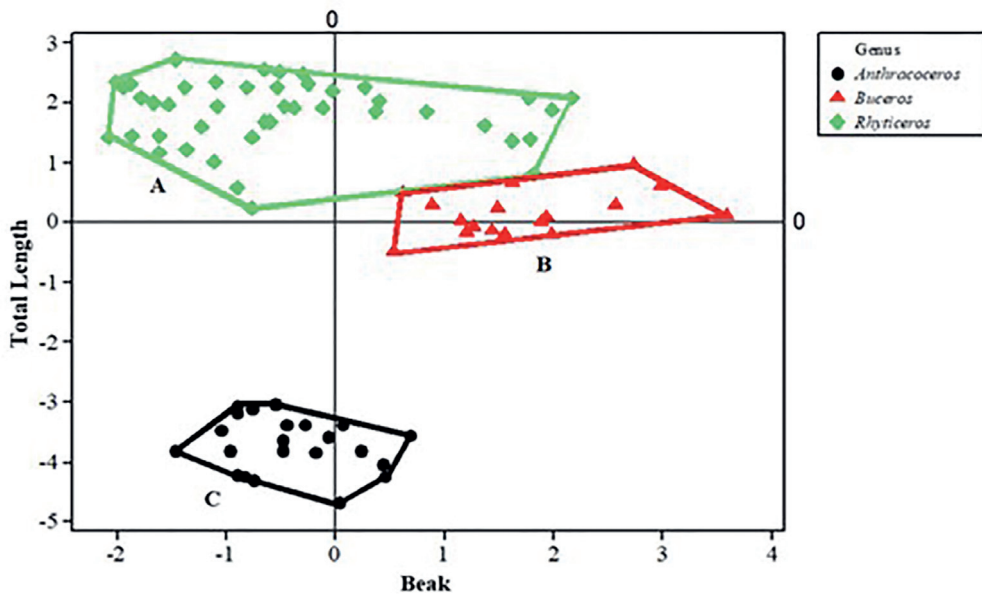 0
3
2
1
0
-1
-2
-3
-4
-5
Total Length
A
B
C
0
-2
-1
0
1
2
3
4
Beak
Genus
Anthracoceros
Buceros
Rhyticeros